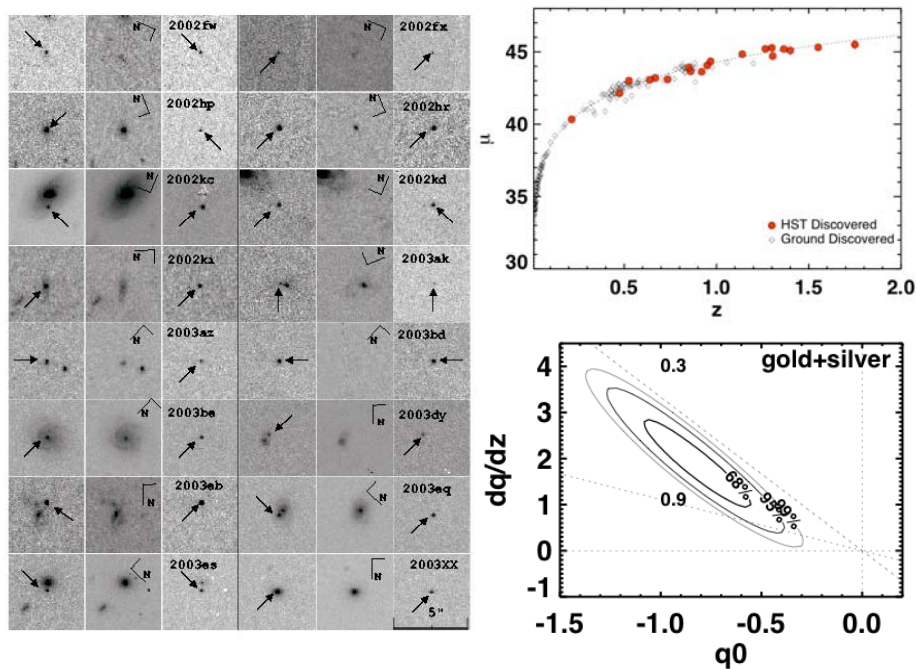 N 2002fw N 2002fx
N 2002hp N 2002hr
N 2002kc N 2002kd
N 2002ki N 2003ak
N 2003az N 2003bd
N 2003be N 2003dy
N 2003eb N 2003eq
N 2003es N 2003XX
5"
45
40
35
30
μ
HST Discovered
Ground Discovered
0.5 1.0 1.5 2.0
z
gold+silver
0.3
0.9
68%
95%
99%
4
3
2
1
0
-1
dq/dz
-1.5 -1.0 -0.5 0.0
q0